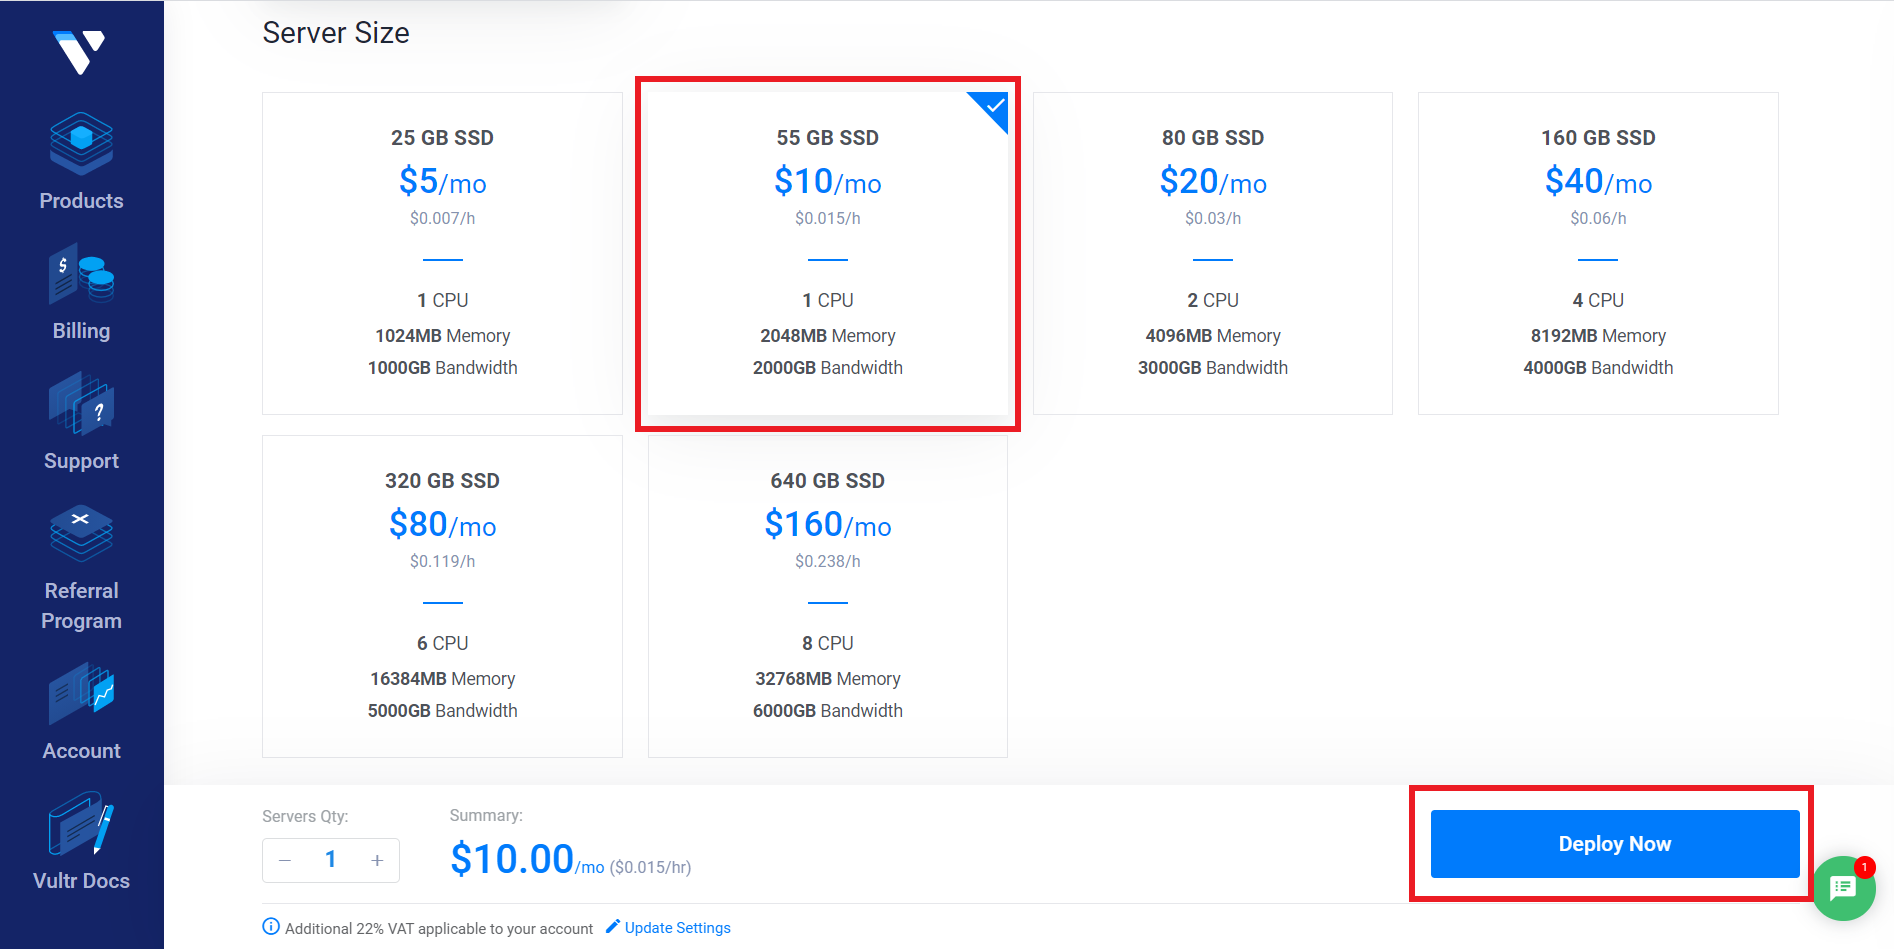 Server Size
Products
Billing
$
Support
?
Referral
Program
Account
Vultr Docs
25 GB SSD
$5/mo
$0.007/h
1 CPU
1024MB Memory
1000GB Bandwidth
55 GB SSD
$10/mo
$0.015/h
1 CPU
2048MB Memory
2000GB Bandwidth
80 GB SSD
$20/mo
$0.03/h
2 CPU
4096MB Memory
3000GB Bandwidth
160 GB SSD
$40/mo
$0.06/h
4 CPU
8192MB Memory
4000GB Bandwidth
320 GB SSD
$80/mo
$0.119/h
6 CPU
16384MB Memory
5000GB Bandwidth
640 GB SSD
$160/mo
$0.238/h
8 CPU
32768MB Memory
6000GB Bandwidth
Servers Qty:
− 1 +
Summary:
$10.00/mo ($0.015/hr)
Deploy Now
1
Additional 22% VAT applicable to your account Update Settings